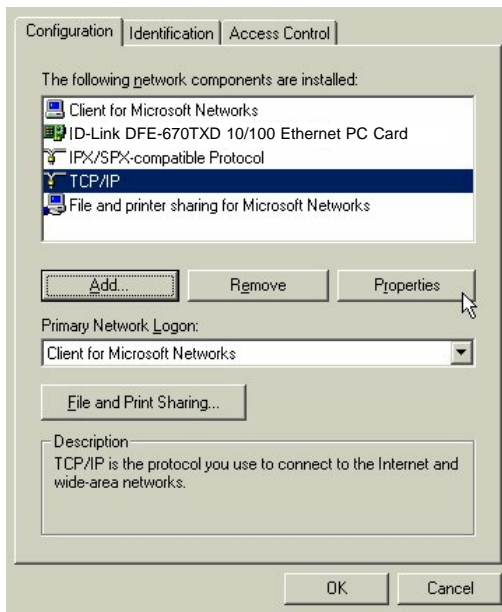 Configuration Identification Access Control
The following network components are installed:
Client for Microsoft Networks
ID-Link DFE-670TXD 10/100 Ethernet PC Card
IPX/SPX-compatible Protocol
TCP/IP
File and printer sharing for Microsoft Networks
Add... Remove Properties
Primary Network Logon:
Client for Microsoft Networks
File and Print Sharing...
Description
TCP/IP is the protocol you use to connect to the Internet and
wide-area networks.
OK Cancel